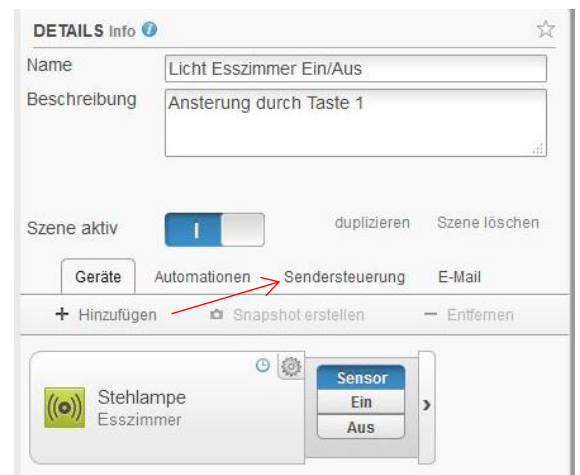 DETAILS Info
Name Licht Esszimmer Ein/Aus
Beschreibung Ansterung durch Taste 1
Szene aktiv duplizieren Szene löschen
Geräte Automationen Sendersteuerung E-Mail
+ Hinzufügen Snapshot erstellen − Entfernen
Stehlampe
Esszimmer
Sensor
Ein
Aus